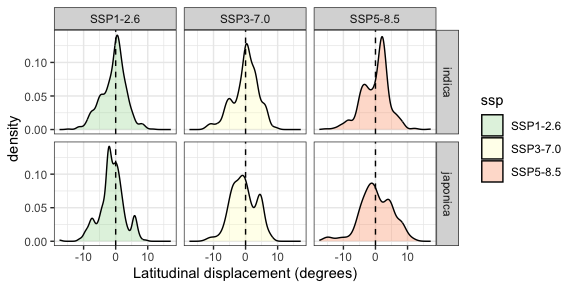 SSP1-2.6 SSP3-7.0 SSP5-8.5
0.10
0.05
0.00
indica
0.10
0.05
0.00
japonica
density
-10 0 10 -10 0 10 -10 0 10
Latitudinal displacement (degrees)
ssp
SSP1-2.6
SSP3-7.0
SSP5-8.5